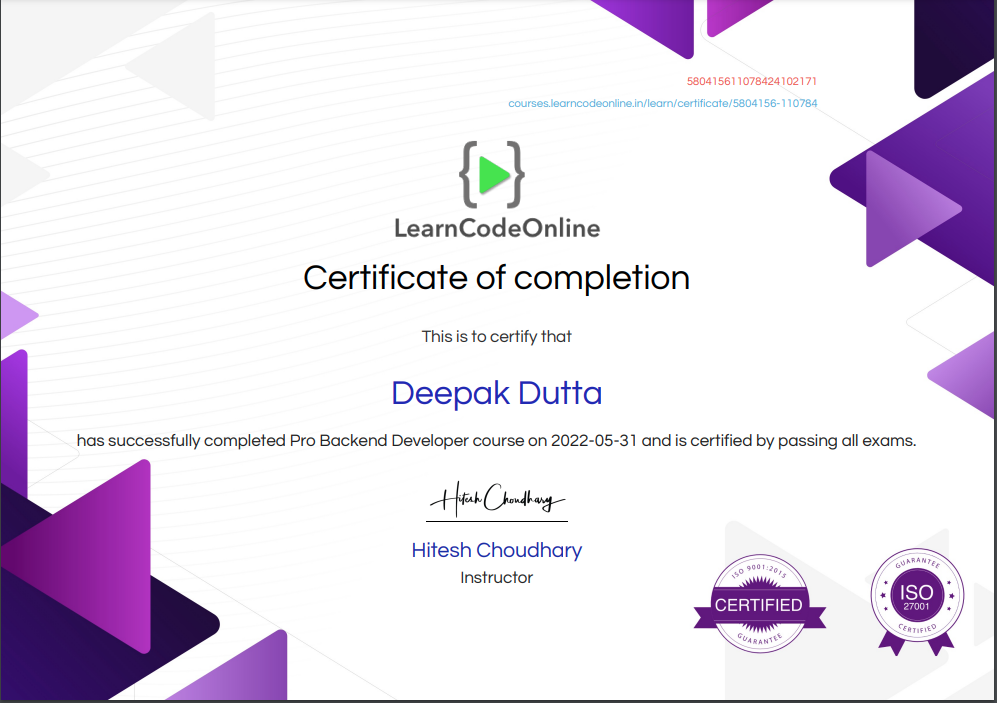 580415611078424102171
courses.learncodeonline.in/learn/certificate/5804156-110784
LearnCodeOnline
Certificate of completion
This is to certify that
Deepak Dutta
has successfully completed Pro Backend Developer course on 2022-05-31 and is certified by passing all exams.
Hitesh Choudhary
Hitesh Choudhary
Instructor
ISO 9001:2015
CERTIFIED
GUARANTEE
GUARANTEE
ISO
27001
CERTIFIED